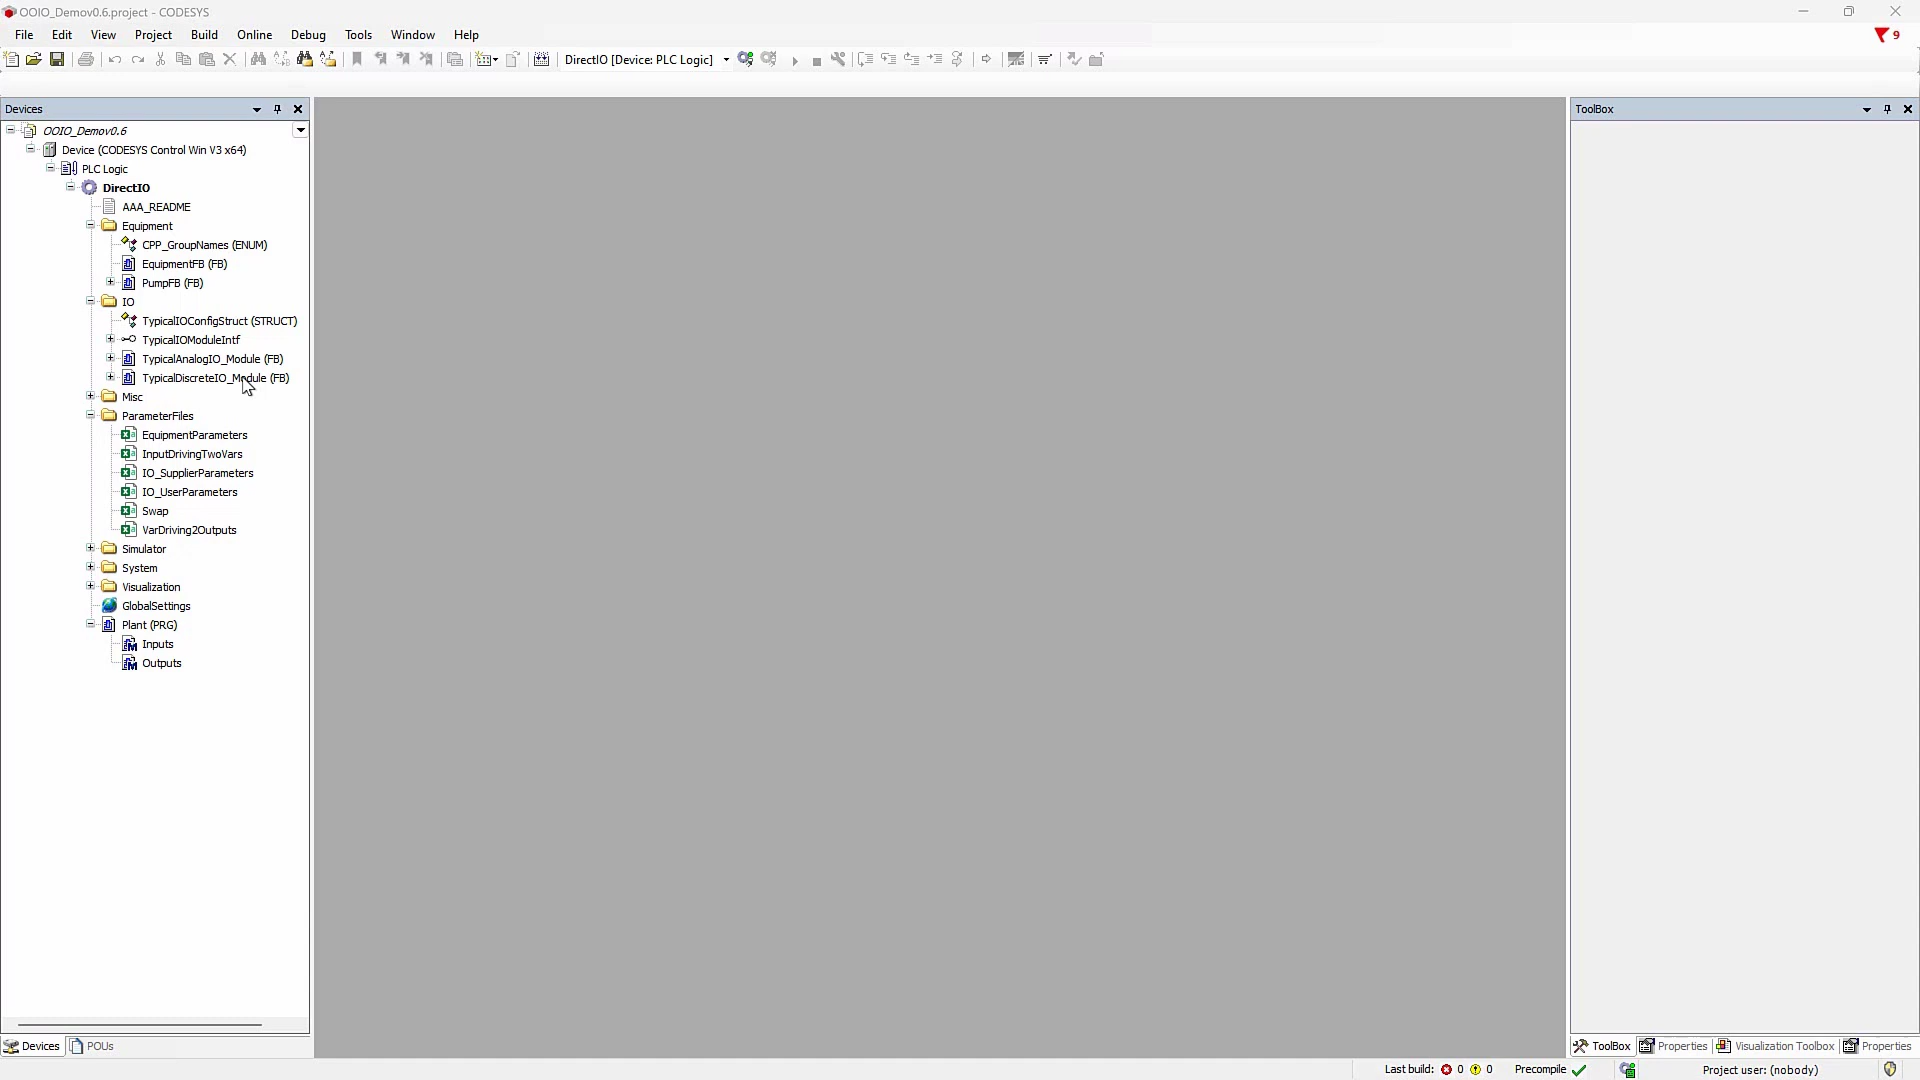 OOIO_Demov0.6.project - CODESYS
File Edit View Project Build Online Debug Tools Window Help
9
DirectIO [Device: PLC Logic]
Devices
OOIO_Demov0.6
Device (CODESYS Control Win V3 x64)
PLC Logic
DirectIO
AAA_README
Equipment
CPP_GroupNames (ENUM)
EquipmentFB (FB)
PumpFB (FB)
IO
TypicalIOConfigStruct (STRUCT)
TypicalIOModuleIntf
TypicalAnalogIO_Module (FB)
TypicalDiscreteIO_Module (FB)
Misc
ParameterFiles
EquipmentParameters
InputDrivingTwoVars
IO_SupplierParameters
IO_UserParameters
Swap
VarDriving2Outputs
Simulator
System
Visualization
GlobalSettings
Plant (PRG)
Inputs
Outputs
Devices POUs
ToolBox
ToolBox Properties Visualization Toolbox Properties
Last build: 0 0 Precompile Project user: (nobody)